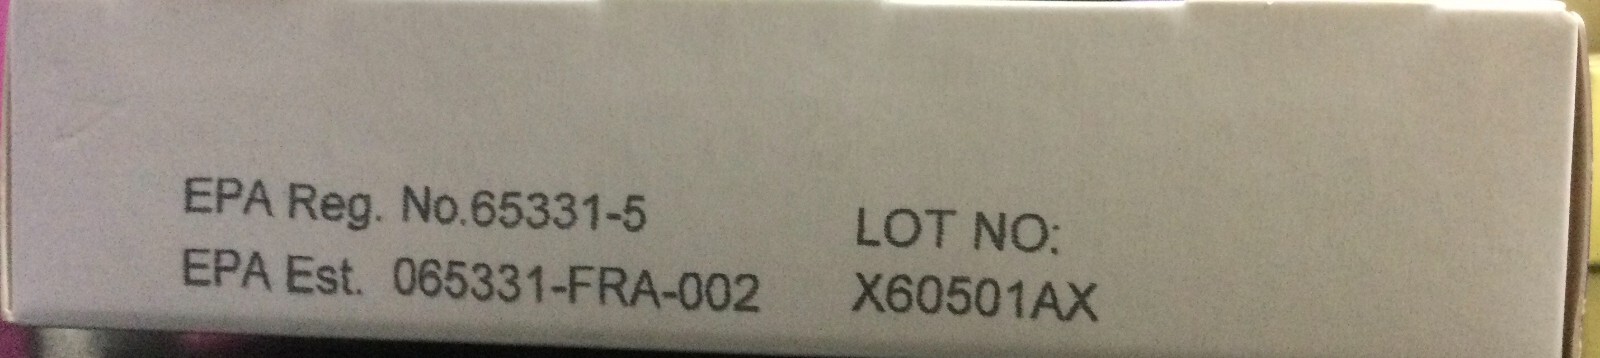 EPA Reg. No.65331-5
EPA Est. 065331-FRA-002
LOT NO:
X60501AX